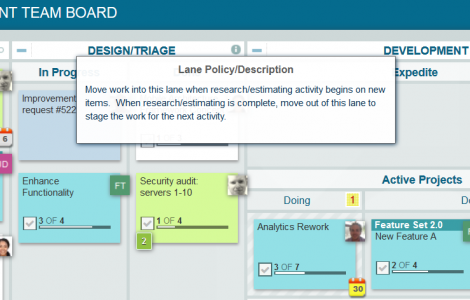 NT TEAM BOARD
DESIGN/TRIAGE
DEVELOPMENT
In Pro
Expedite
Lane Policy/Description
Move work into this lane when research/estimating activity begins on new
items. When research/estimating is complete, move out of this lane to
stage the work for the next activity.
Improvement
request #522
6
ND
Enhance
Functionality
FT
3 OF 4
Security audit:
servers 1-10
1 OF 4
2
Active Projects
Doing
1
Do
Analytics Rework
3 OF 7
30
Feature Set 2.0
New Feature A
2 OF 4